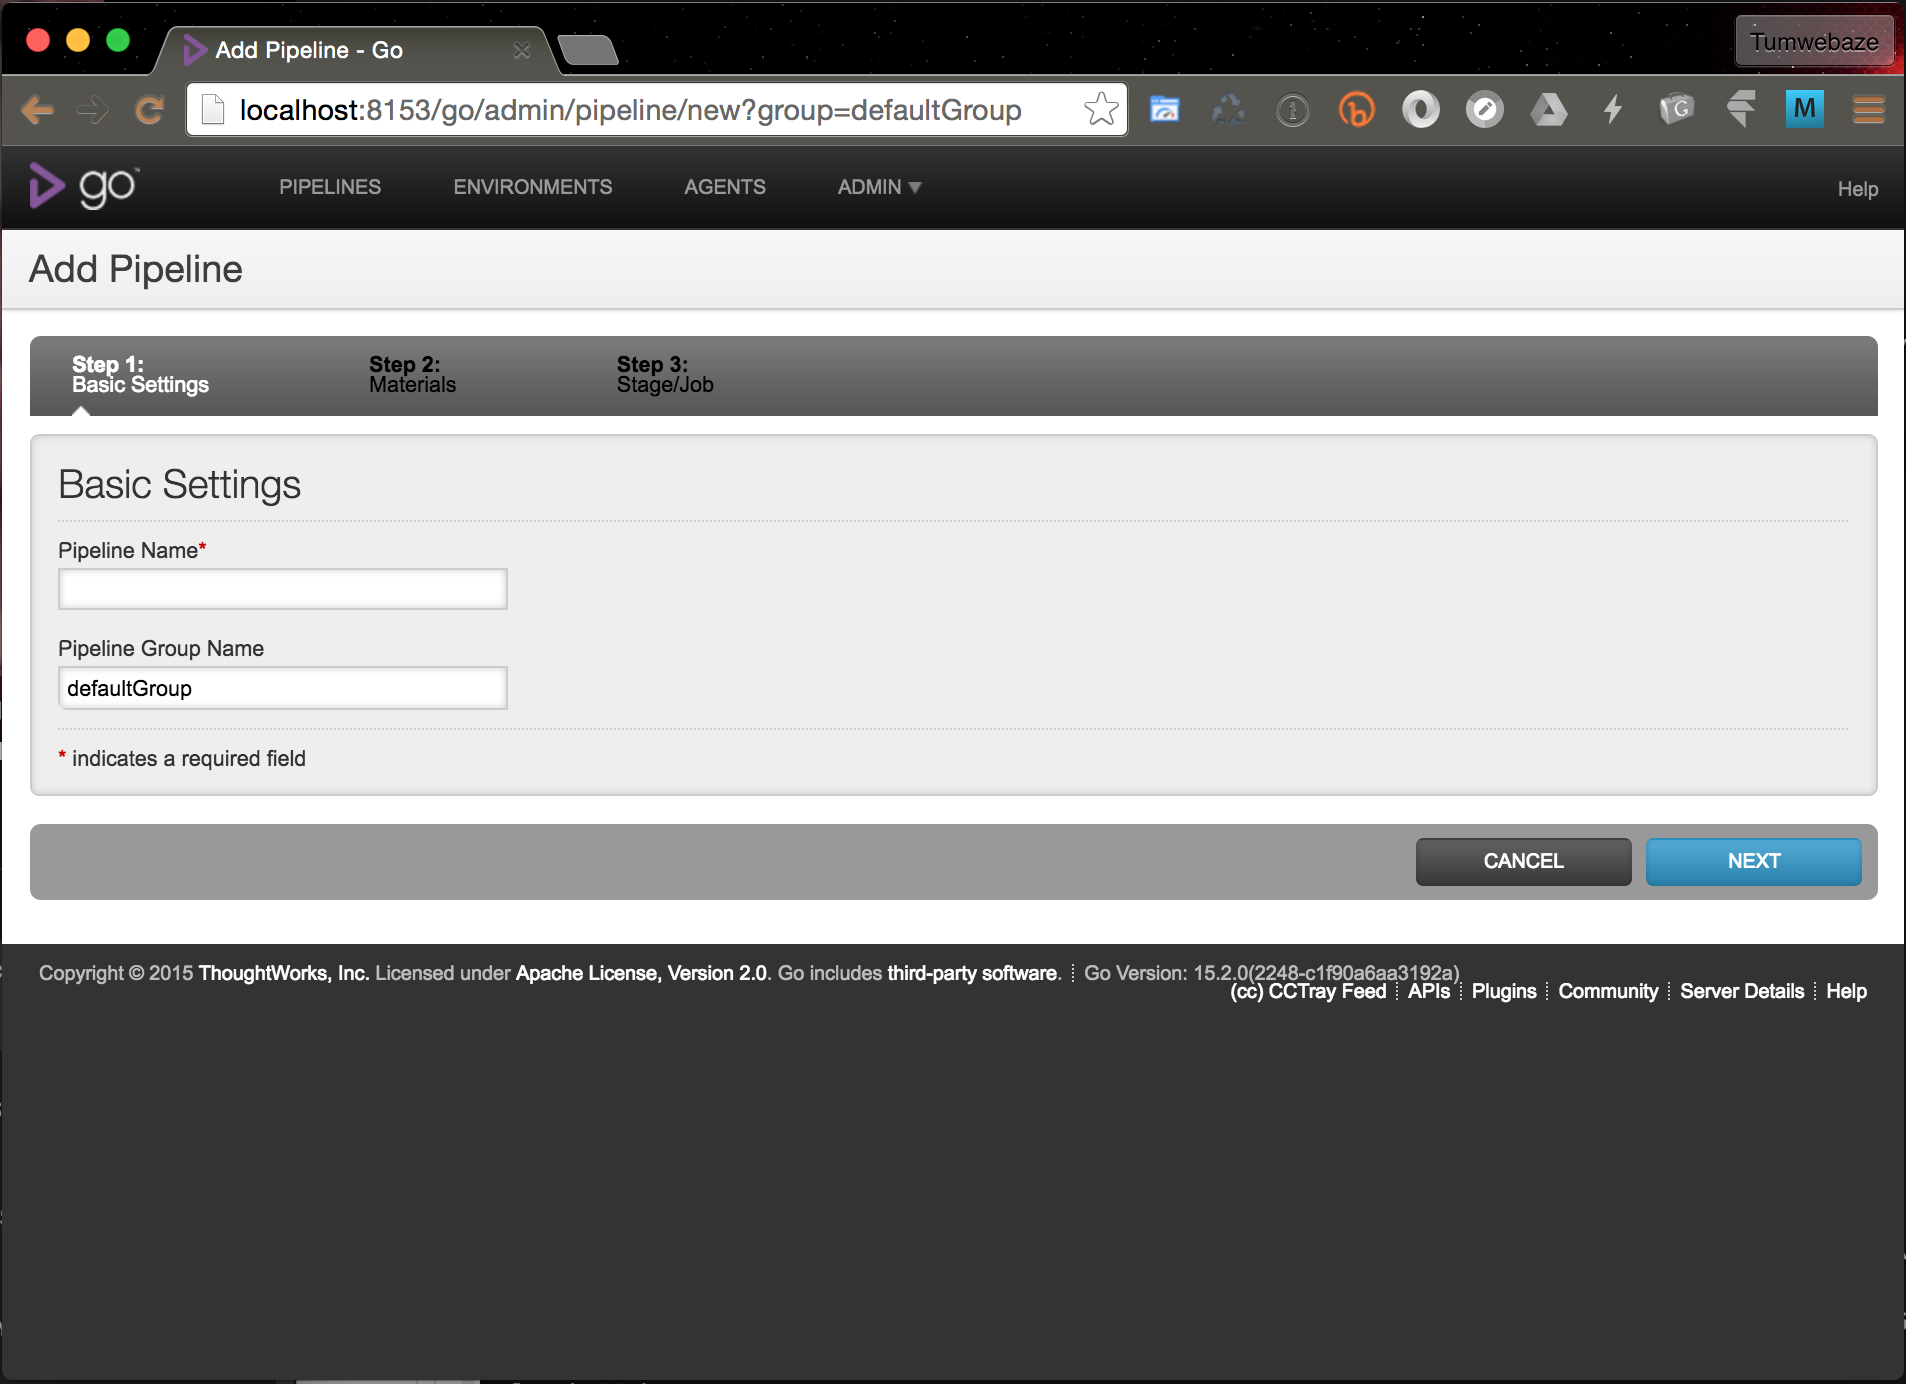 Add Pipeline - Go
Tumwebaze
localhost:8153/go/admin/pipeline/new?group=defaultGroup
go™ PIPELINES ENVIRONMENTS AGENTS ADMIN Help
Add Pipeline
Step 1: Step 2: Step 3:
Basic Settings Materials Stage/Job
Basic Settings
Pipeline Name*
Pipeline Group Name
defaultGroup
* indicates a required field
CANCEL NEXT
Copyright © 2015 ThoughtWorks, Inc. Licensed under Apache License, Version 2.0. Go includes third-party software. Go Version: 15.2.0(2248-c1f90a6aa3192a)
(cc) CCTray Feed APIs Plugins Community Server Details Help